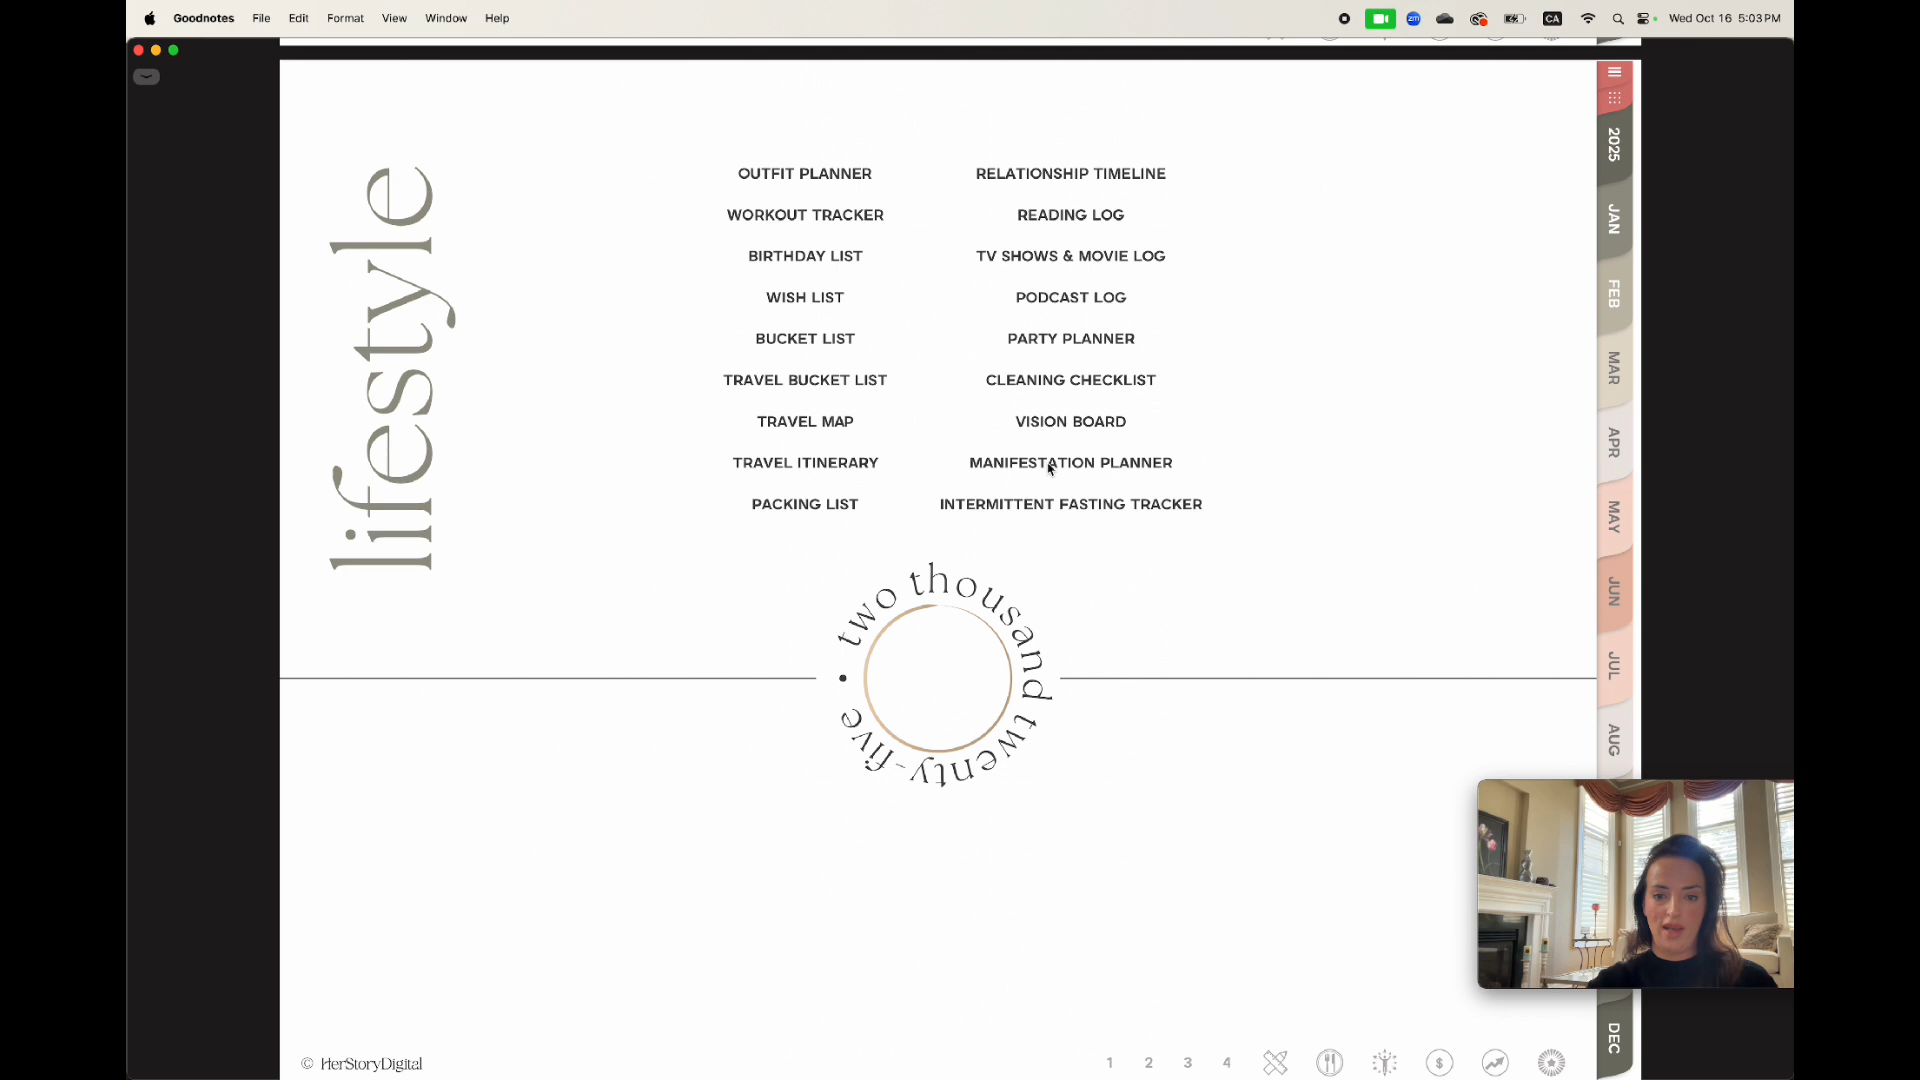 Goodnotes File Edit Format View Window Help
zm CA Wed Oct 16 5:03 PM
lifestyle
OUTFIT PLANNER
WORKOUT TRACKER
BIRTHDAY LIST
WISH LIST
BUCKET LIST
TRAVEL BUCKET LIST
TRAVEL MAP
TRAVEL ITINERARY
PACKING LIST
RELATIONSHIP TIMELINE
READING LOG
TV SHOWS & MOVIE LOG
PODCAST LOG
PARTY PLANNER
CLEANING CHECKLIST
VISION BOARD
MANIFESTATION PLANNER
INTERMITTENT FASTING TRACKER
• two thousand twenty-five
2025
JAN
FEB
MAR
APR
MAY
JUN
JUL
AUG
DEC
© HerStoryDigital
1 2 3 4 $